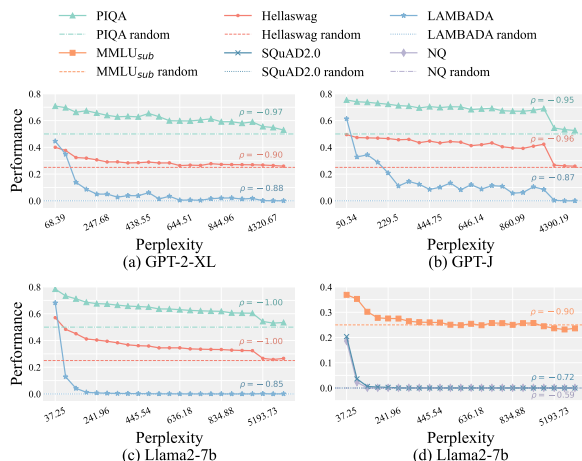 PIQA Hellaswag LAMBADA
PIQA random Hellaswag random LAMBADA random
MMLU_sub SQuAD2.0 NQ
MMLU_sub random SQuAD2.0 random NQ random
0.8
0.6
0.4
0.2
0.0
Performance
ρ = −0.97
ρ = −0.90
ρ = −0.88
68.39 247.68 438.55 644.51 844.96 4320.67
Perplexity
(a) GPT-2-XL
0.8
0.6
0.4
0.2
0.0
ρ = −0.95
ρ = −0.96
ρ = −0.87
50.34 229.5 444.75 646.14 860.99 4390.19
Perplexity
(b) GPT-J
0.8
0.6
0.4
0.2
0.0
Performance
ρ = −1.00
ρ = −1.00
ρ = −0.85
37.25 241.96 445.54 636.18 834.88 5193.73
Perplexity
(c) Llama2-7b
0.4
0.3
0.2
0.1
0.0
ρ = −0.90
ρ = −0.72
ρ = −0.59
37.25 241.96 445.54 636.18 834.88 5193.73
Perplexity
(d) Llama2-7b